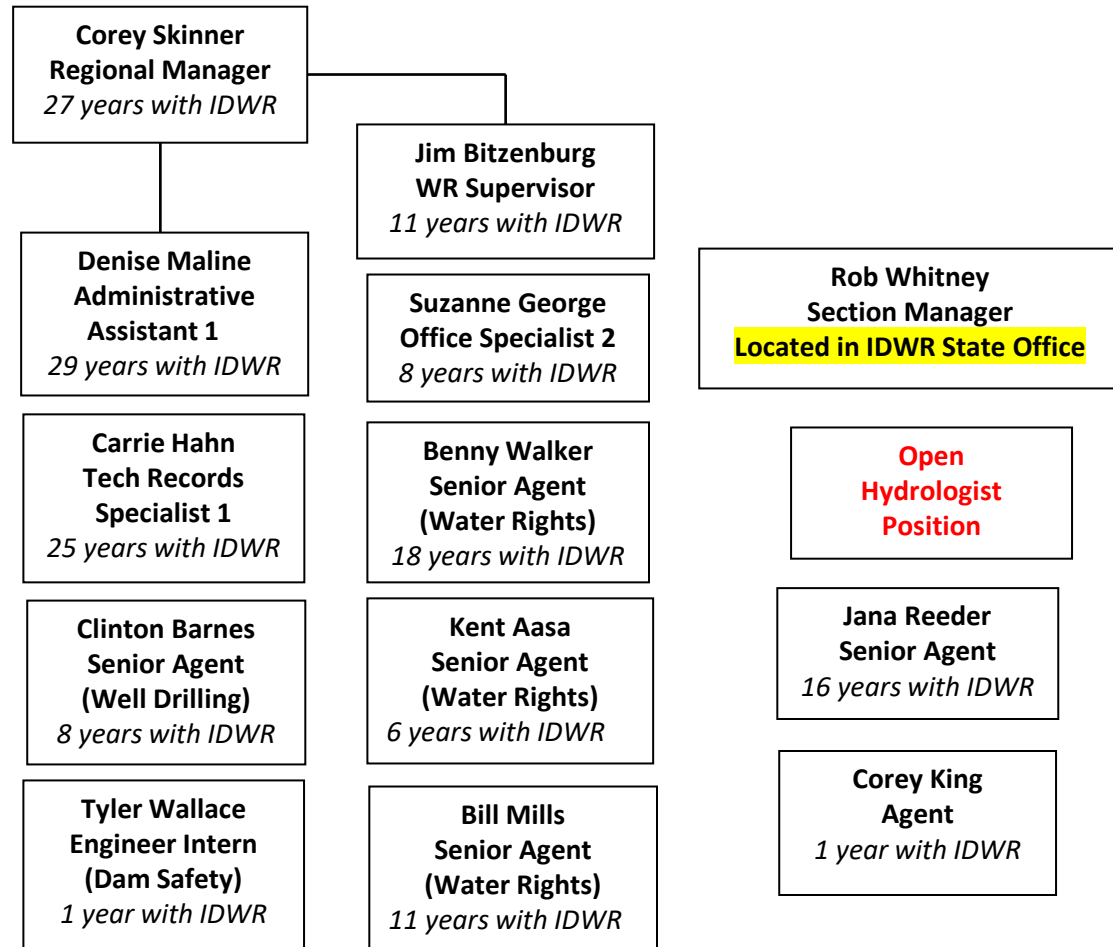 Corey Skinner
Regional Manager
27 years with IDWR
Denise Maline
Administrative
Assistant 1
29 years with IDWR
Carrie Hahn
Tech Records
Specialist 1
25 years with IDWR
Clinton Barnes
Senior Agent
(Well Drilling)
8 years with IDWR
Tyler Wallace
Engineer Intern
(Dam Safety)
1 year with IDWR
Jim Bitzenburg
WR Supervisor
11 years with IDWR
Suzanne George
Office Specialist 2
8 years with IDWR
Benny Walker
Senior Agent
(Water Rights)
18 years with IDWR
Kent Aasa
Senior Agent
(Water Rights)
6 years with IDWR
Bill Mills
Senior Agent
(Water Rights)
11 years with IDWR
Rob Whitney
Section Manager
Located in IDWR State Office
Open
Hydrologist
Position
Jana Reeder
Senior Agent
16 years with IDWR
Corey King
Agent
1 year with IDWR